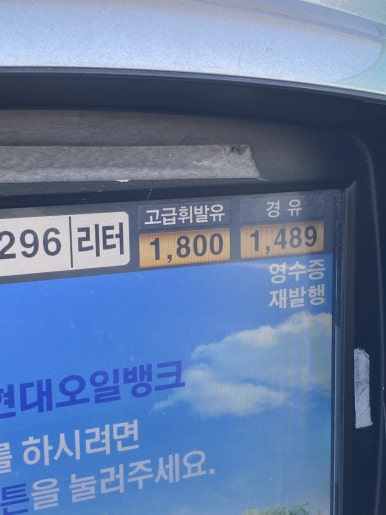 고급휘발유 경유
296 리터 1,800 1,489
영수증
재발행
현대오일뱅크
를 하시려면
튼을 눌러주세요.